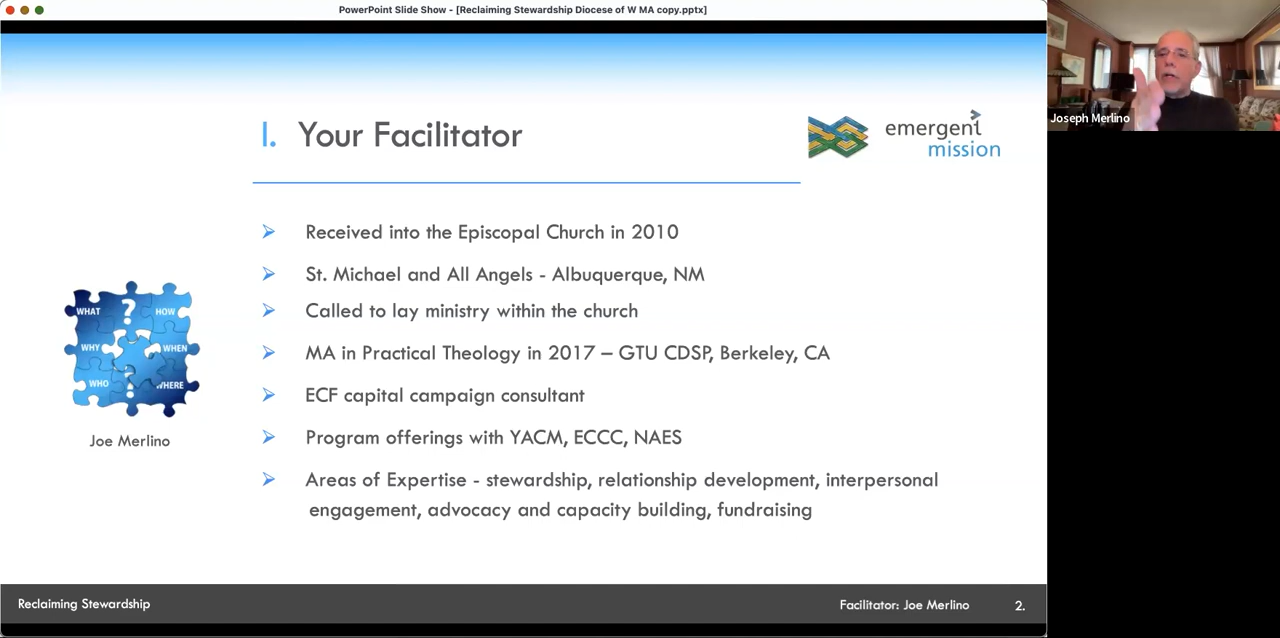 PowerPoint Slide Show - [Reclaiming Stewardship Diocese of W MA copy.pptx]
Joseph Merlino
I. Your Facilitator
emergent
mission
Received into the Episcopal Church in 2010
St. Michael and All Angels - Albuquerque, NM
Called to lay ministry within the church
MA in Practical Theology in 2017 – GTU CDSP, Berkeley, CA
ECF capital campaign consultant
Program offerings with YACM, ECCC, NAES
Areas of Expertise - stewardship, relationship development, interpersonal
engagement, advocacy and capacity building, fundraising
WHAT ? HOW
WHY WHEN
WHO ? WHERE
Joe Merlino
Reclaiming Stewardship
Facilitator: Joe Merlino
2.